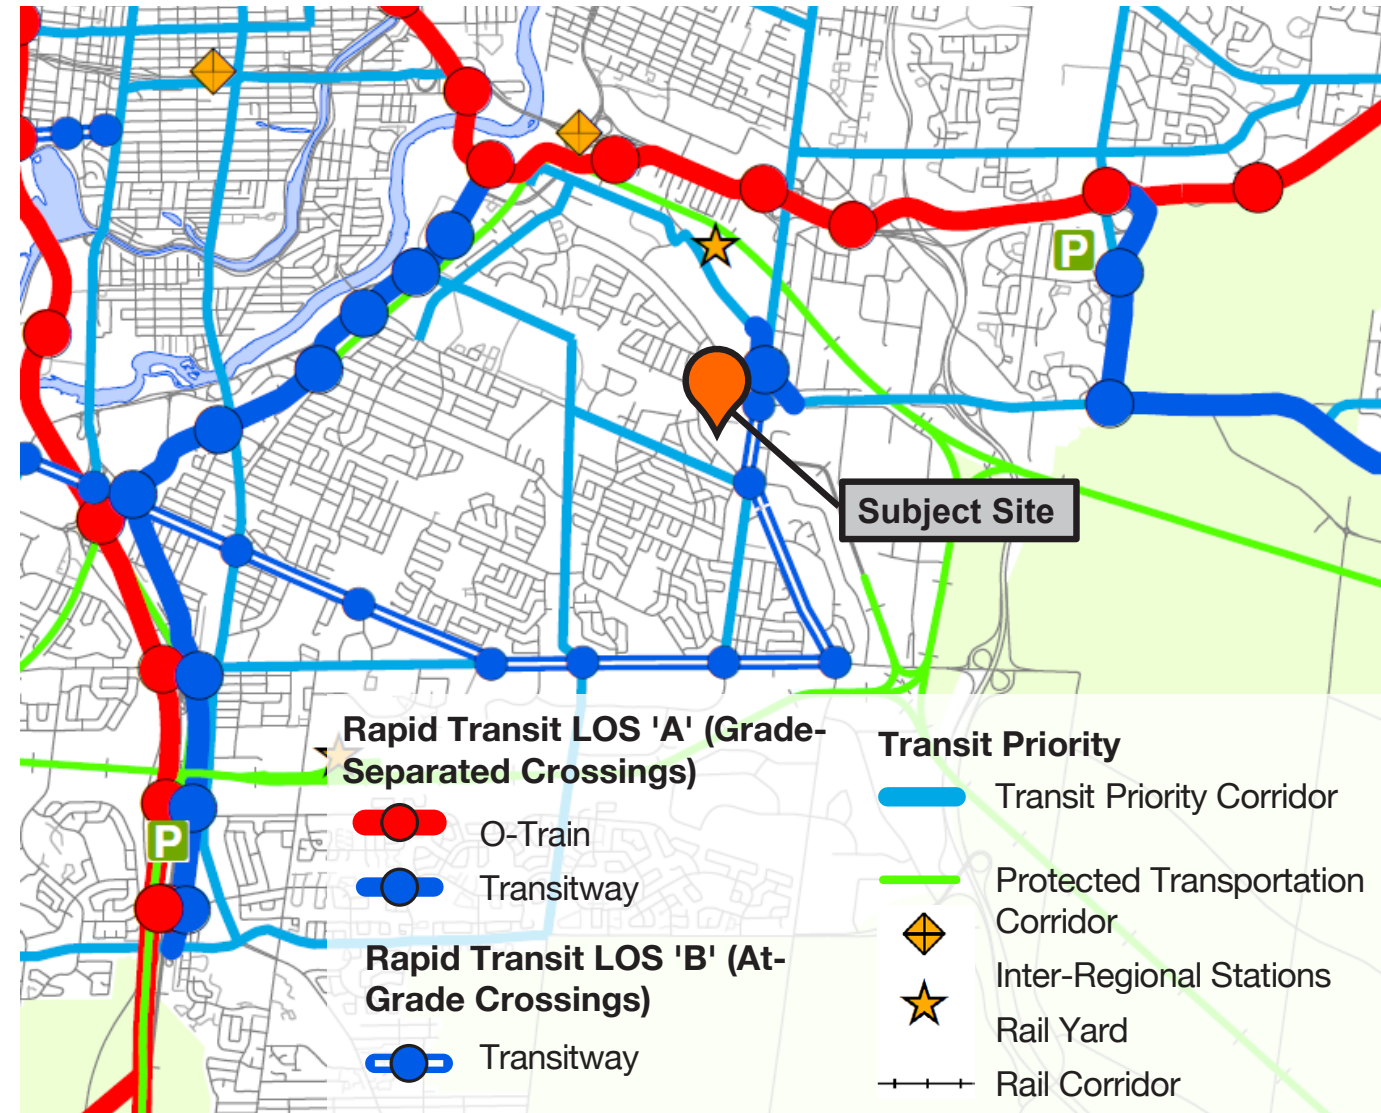 P
Subject Site
Rapid Transit LOS 'A' (Grade-
Separated Crossings)
O-Train
Transitway
Rapid Transit LOS 'B' (At-
Grade Crossings)
Transitway
Transit Priority
Transit Priority Corridor
Protected Transportation
Corridor
Inter-Regional Stations
Rail Yard
Rail Corridor
P